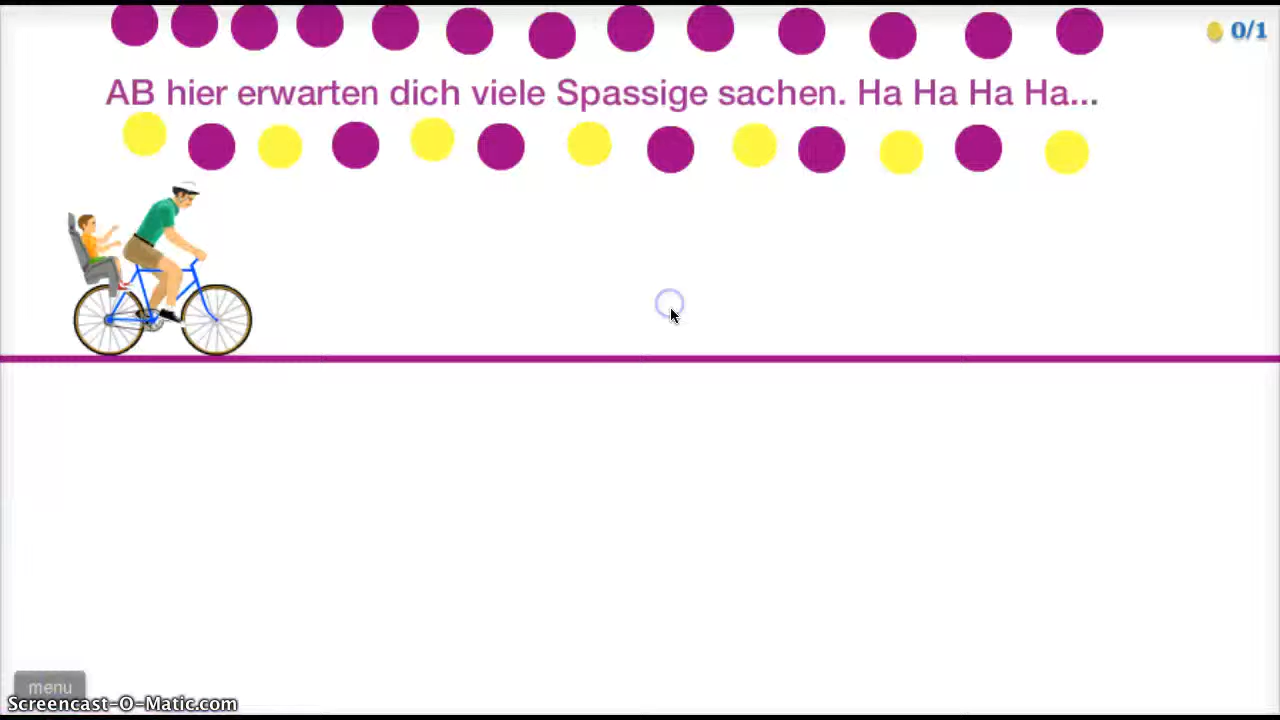 0/1
AB hier erwarten dich viele Spassige sachen. Ha Ha Ha Ha...
menu
Screencast-O-Matic.com